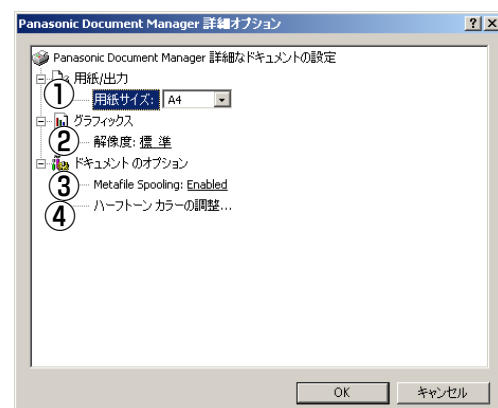 Panasonic Document Manager 詳細オプション
Panasonic Document Manager 詳細なドキュメントの設定
用紙/出力
① 用紙サイズ: A4
グラフィックス
② 解像度: 標 準
ドキュメント のオプション
③ Metafile Spooling: Enabled
④ ハーフトーン カラーの調整...
OK キャンセル